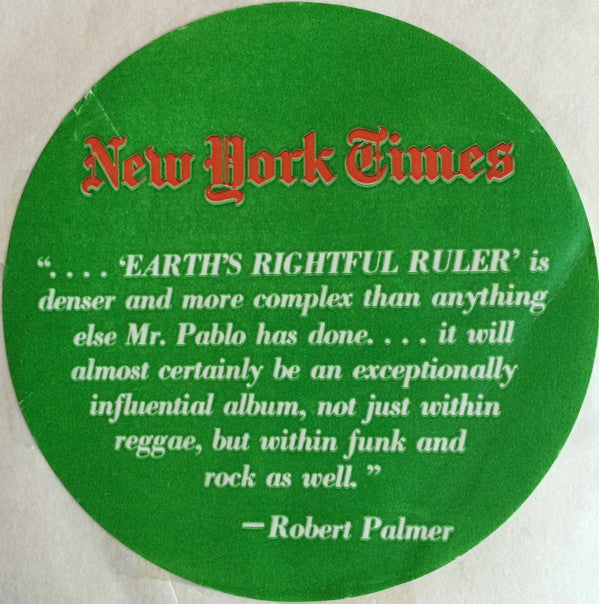 New York Times
“. . . . ‘EARTH’S RIGHTFUL RULER’ is
denser and more complex than anything
else Mr. Pablo has done. . . . it will
almost certainly be an exceptionally
influential album, not just within
reggae, but within funk and
rock as well. ”
—Robert Palmer